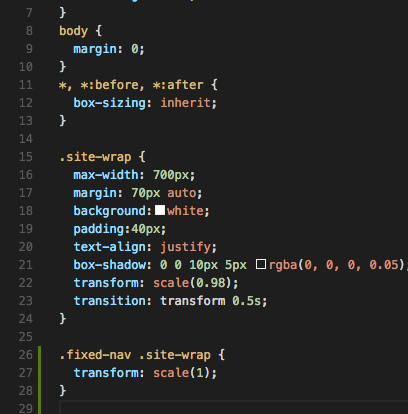 7 }
8 body {
9 margin: 0;
10 }
11 *, *:before, *:after {
12 box-sizing: inherit;
13 }
14
15 .site-wrap {
16 max-width: 700px;
17 margin: 70px auto;
18 background: white;
19 padding:40px;
20 text-align: justify;
21 box-shadow: 0 0 10px 5px rgba(0, 0, 0, 0.05);
22 transform: scale(0.98);
23 transition: transform 0.5s;
24 }
25
26 .fixed-nav .site-wrap {
27 transform: scale(1);
28 }
29